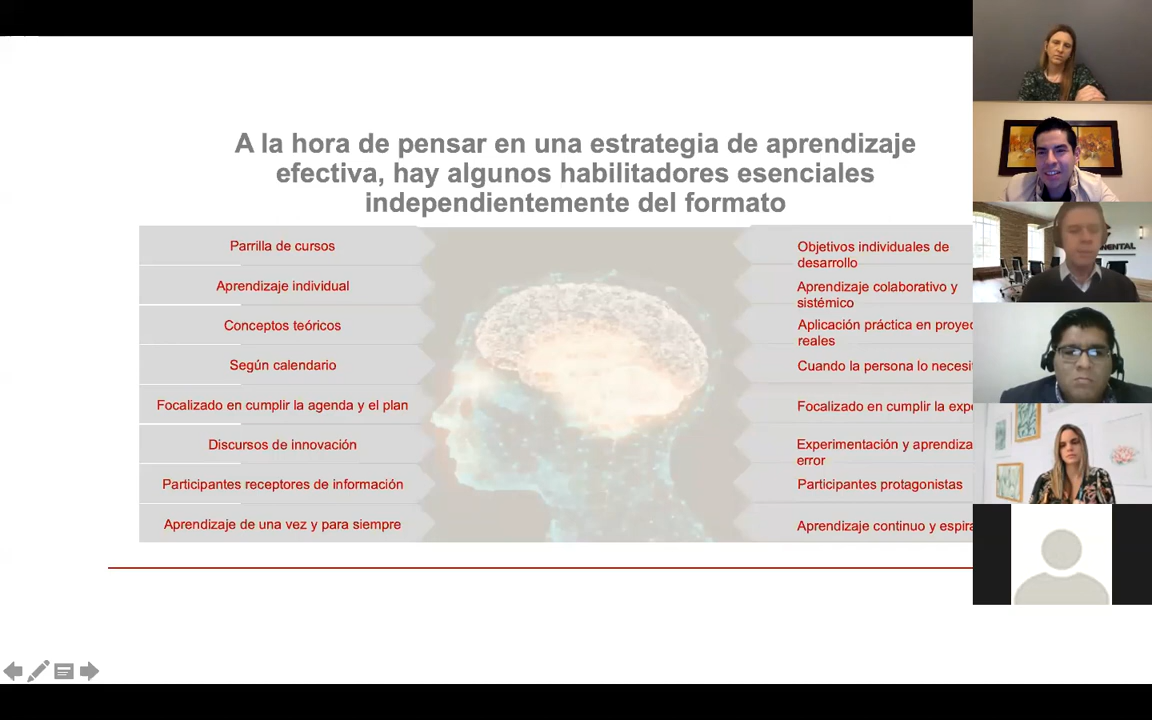 A la hora de pensar en una estrategia de aprendizaje
efectiva, hay algunos habilitadores esenciales
independientemente del formato
Parrilla de cursos
Aprendizaje individual
Conceptos teóricos
Según calendario
Focalizado en cumplir la agenda y el plan
Discursos de innovación
Participantes receptores de información
Aprendizaje de una vez y para siempre
Objetivos individuales de
desarrollo
Aprendizaje colaborativo y
sistémico
Aplicación práctica en
reales
Cuando la persona lo
Focalizado en cumplir la
Experimentación y
error
Participantes protagonistas
Aprendizaje continuo y